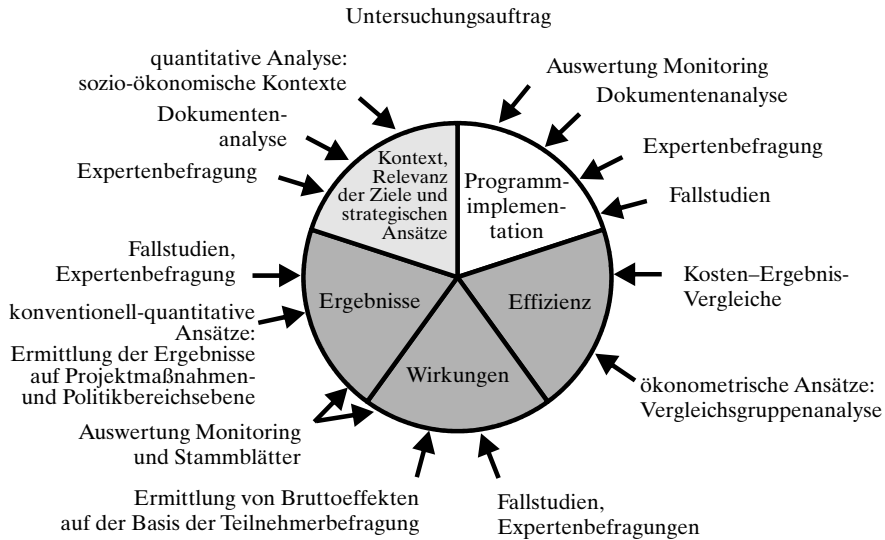 Untersuchungsauftrag
quantitative Analyse:
sozio-ökonomische Kontexte
Dokumenten-
analyse
Expertenbefragung
Auswertung Monitoring
Dokumentenanalyse
Expertenbefragung
Fallstudien
Kontext,
Relevanz
der Ziele und
strategischen
Ansätze
Programm-
implemen-
tation
Fallstudien,
Expertenbefragung
konventionell-quantitative
Ansätze:
Ermittlung der Ergebnisse
auf Projektmaßnahmen-
und Politikbereichsebene
Ergebnisse
Effizienz
Kosten–Ergebnis-
Vergleiche
Wirkungen
ökonometrische Ansätze:
Vergleichsgruppenanalyse
Auswertung Monitoring
und Stammblätter
Ermittlung von Bruttoeffekten
auf der Basis der Teilnehmerbefragung
Fallstudien,
Expertenbefragungen